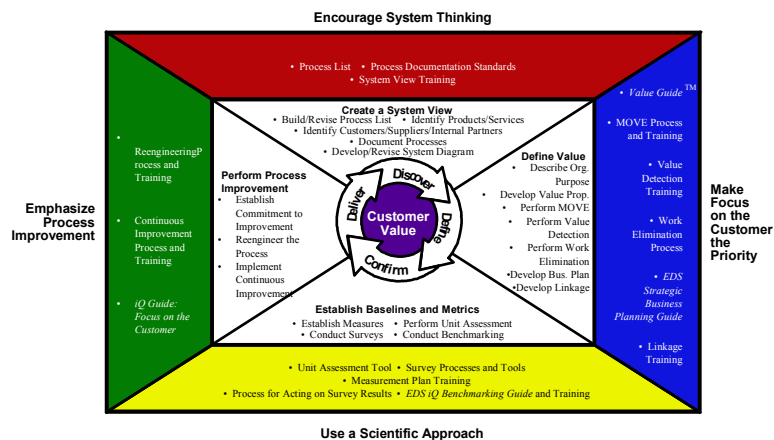 Encourage System Thinking
• Process List • Process Documentation Standards
• System View Training
Create a System View
• Build/Revise Process List • Identify Products/Services
• Identify Customers/Suppliers/Internal Partners
• Document Processes
• Develop/Revise System Diagram
Emphasize
Process
Improvement
•
ReengineeringP
rocess and
Training
• Continuous
Improvement
Process and
Training
• iQ Guide:
Focus on the
Customer
Perform Process
Improvement
• Establish
Commitment to
Improvement
• Reengineer the
Process
• Implement
Continuous
Improvement
Discover
Define
Confirm
Deliver
Customer
Value
Define Value
• Describe Org.
Purpose
• Develop Value Prop.
• Perform MOVE
• Perform Value
Detection
• Perform Work
Elimination
•Develop Bus. Plan
•Develop Linkage
• Value Guide™
• MOVE Process
and Training
• Value
Detection
Training
• Work
Elimination
Process
• EDS
Strategic
Business
Planning Guide
• Linkage
Training
Make
Focus
on the
Customer
the
Priority
Establish Baselines and Metrics
• Establish Measures • Perform Unit Assessment
• Conduct Surveys • Conduct Benchmarking
• Unit Assessment Tool • Survey Processes and Tools
• Measurement Plan Training
• Process for Acting on Survey Results • EDS iQ Benchmarking Guide and Training
Use a Scientific Approach